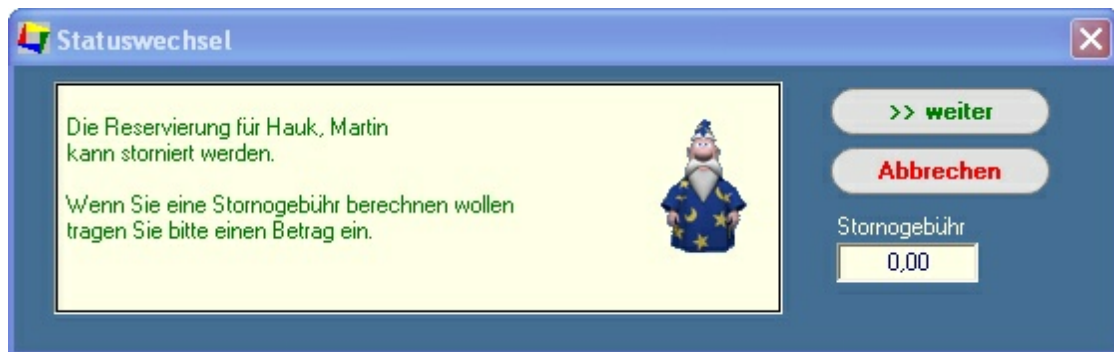 Statuswechsel
Die Reservierung für Hauk, Martin
kann storniert werden.
Wenn Sie eine Stornogebühr berechnen wollen
tragen Sie bitte einen Betrag ein.
>> weiter
Abbrechen
Stornogebühr
0,00